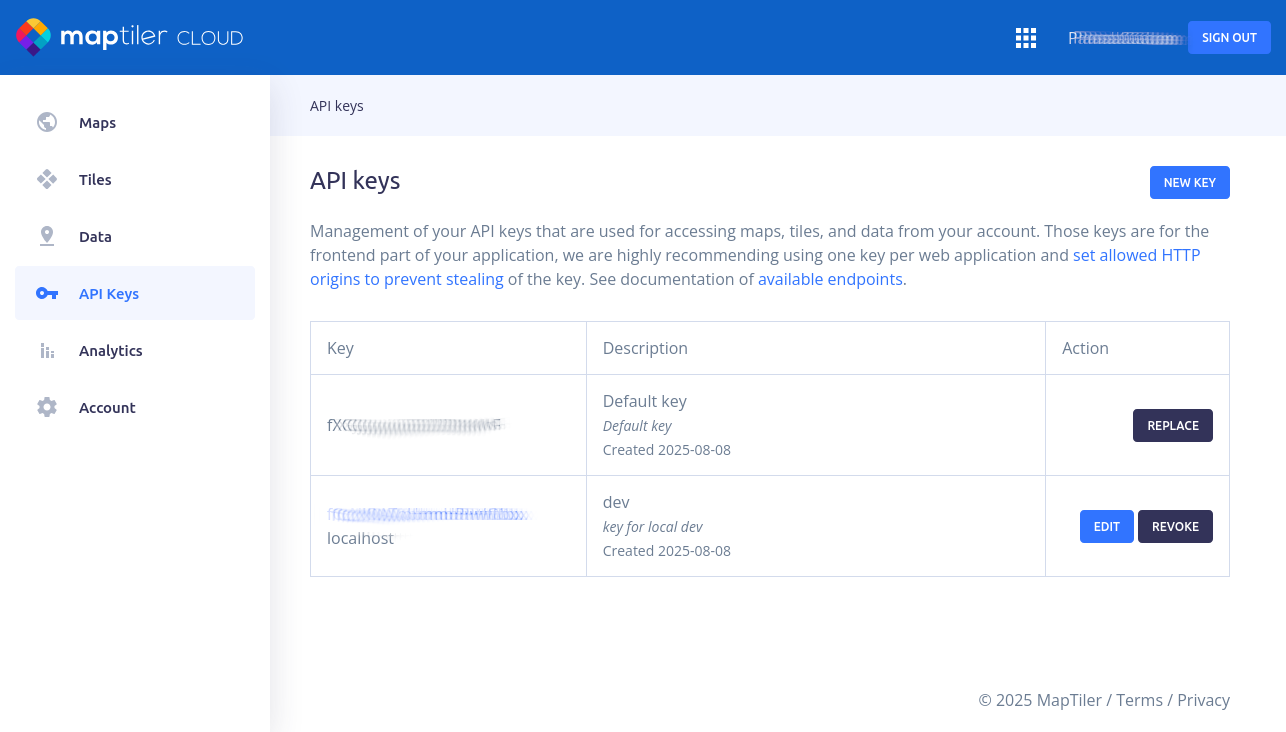 maptiler CLOUD
SIGN OUT
Maps
Tiles
Data
API Keys
Analytics
Account
API keys
API keys
NEW KEY
Management of your API keys that are used for accessing maps, tiles, and data from your account. Those keys are for the
frontend part of your application, we are highly recommending using one key per web application and set allowed HTTP
origins to prevent stealing of the key. See documentation of available endpoints.
Key Description Action
Default key
Default key
Created 2025-08-08
REPLACE
localhost
dev
key for local dev
Created 2025-08-08
EDIT REVOKE
© 2025 MapTiler / Terms / Privacy